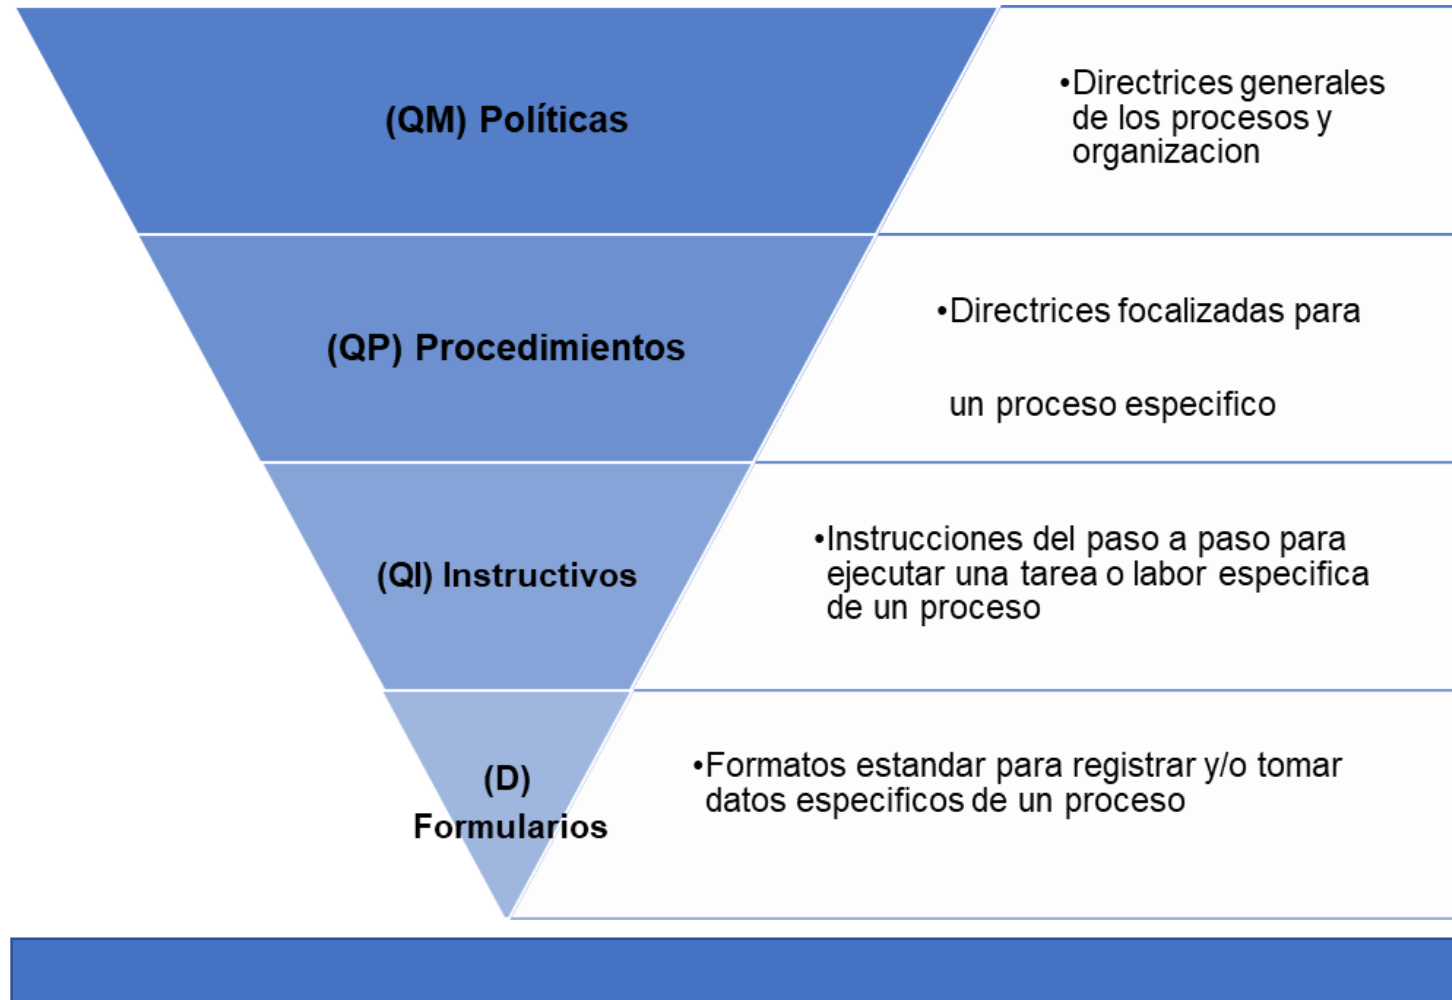 (QM) Políticas
•Directrices generales
de los procesos y
organizacion
(QP) Procedimientos
•Directrices focalizadas para
un proceso especifico
(QI) Instructivos
•Instrucciones del paso a paso para
ejecutar una tarea o labor especifica
de un proceso
(D)
Formularios
•Formatos estandar para registrar y/o tomar
datos especificos de un proceso